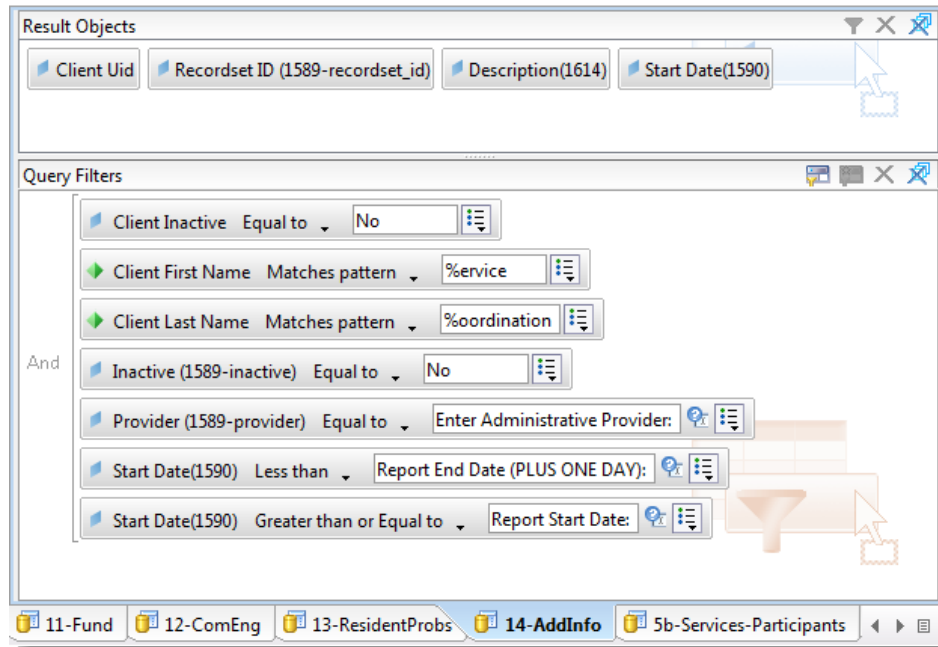 Result Objects
Client Uid Recordset ID (1589-recordset_id) Description(1614) Start Date(1590)
Query Filters
And
Client Inactive Equal to No
Client First Name Matches pattern %ervice
Client Last Name Matches pattern %oordination
Inactive (1589-inactive) Equal to No
Provider (1589-provider) Equal to Enter Administrative Provider:
Start Date(1590) Less than Report End Date (PLUS ONE DAY):
Start Date(1590) Greater than or Equal to Report Start Date:
11-Fund 12-ComEng 13-ResidentProbs 14-AddInfo 5b-Services-Participants